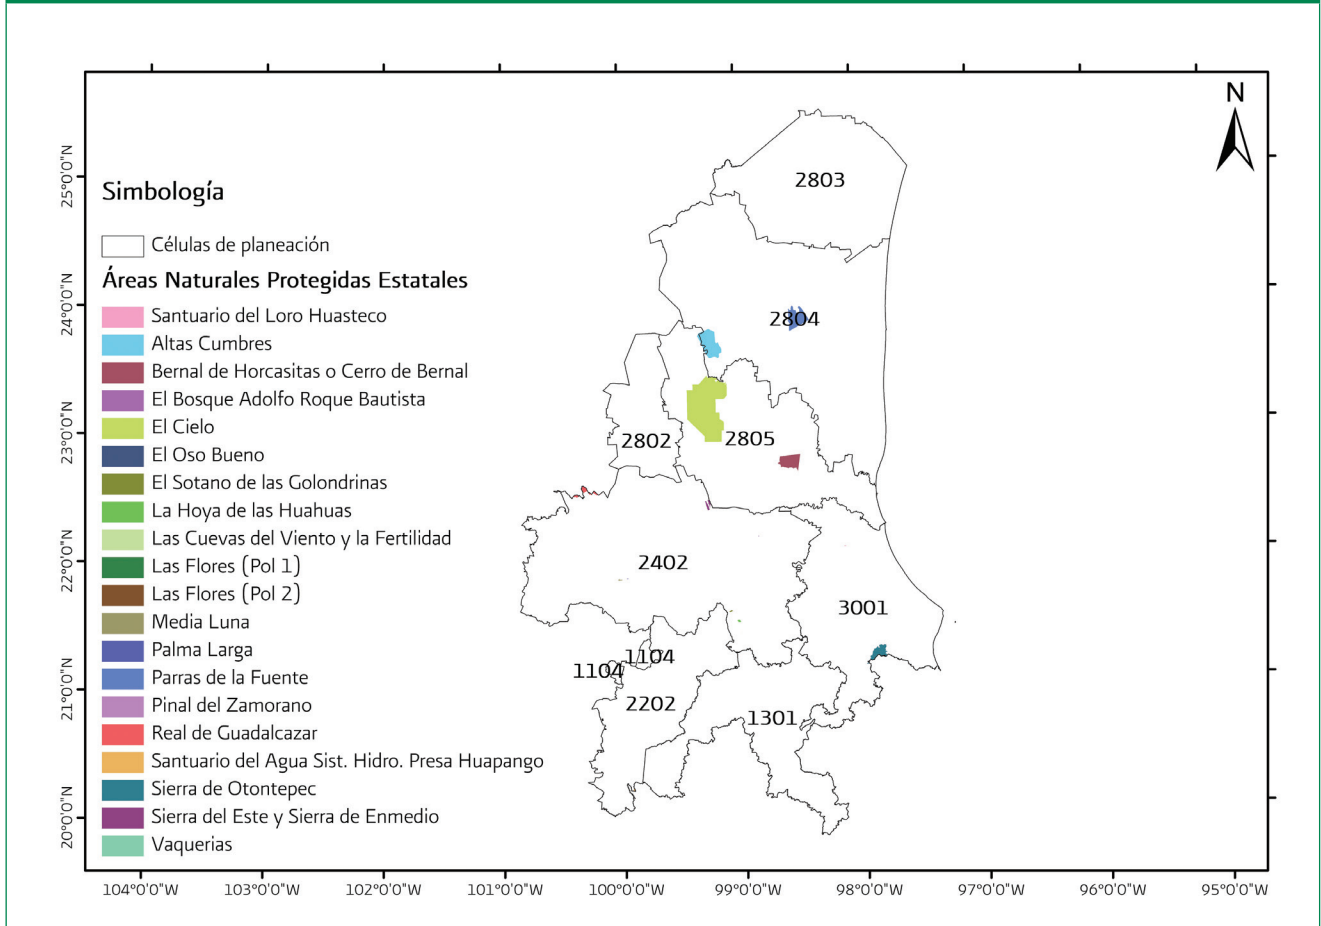 N
Simbología
Células de planeación
Áreas Naturales Protegidas Estatales
Santuario del Loro Huasteco
Altas Cumbres
Bernal de Horcasitas o Cerro de Bernal
El Bosque Adolfo Roque Bautista
El Cielo
El Oso Bueno
El Sotano de las Golondrinas
La Hoya de las Huahuas
Las Cuevas del Viento y la Fertilidad
Las Flores (Pol 1)
Las Flores (Pol 2)
Media Luna
Palma Larga
Parras de la Fuente
Pinal del Zamorano
Real de Guadalcazar
Santuario del Agua Sist. Hidro. Presa Huapango
Sierra de Otontepec
Sierra del Este y Sierra de Enmedio
Vaquerias
2803
2804
2802
2805
2402
3001
1104
1104
2202
1301
25°0'0"N
24°0'0"N
23°0'0"N
22°0'0"N
21°0'0"N
20°0'0"N
104°0'0"W
103°0'0"W
102°0'0"W
101°0'0"W
100°0'0"W
99°0'0"W
98°0'0"W
97°0'0"W
96°0'0"W
95°0'0"W